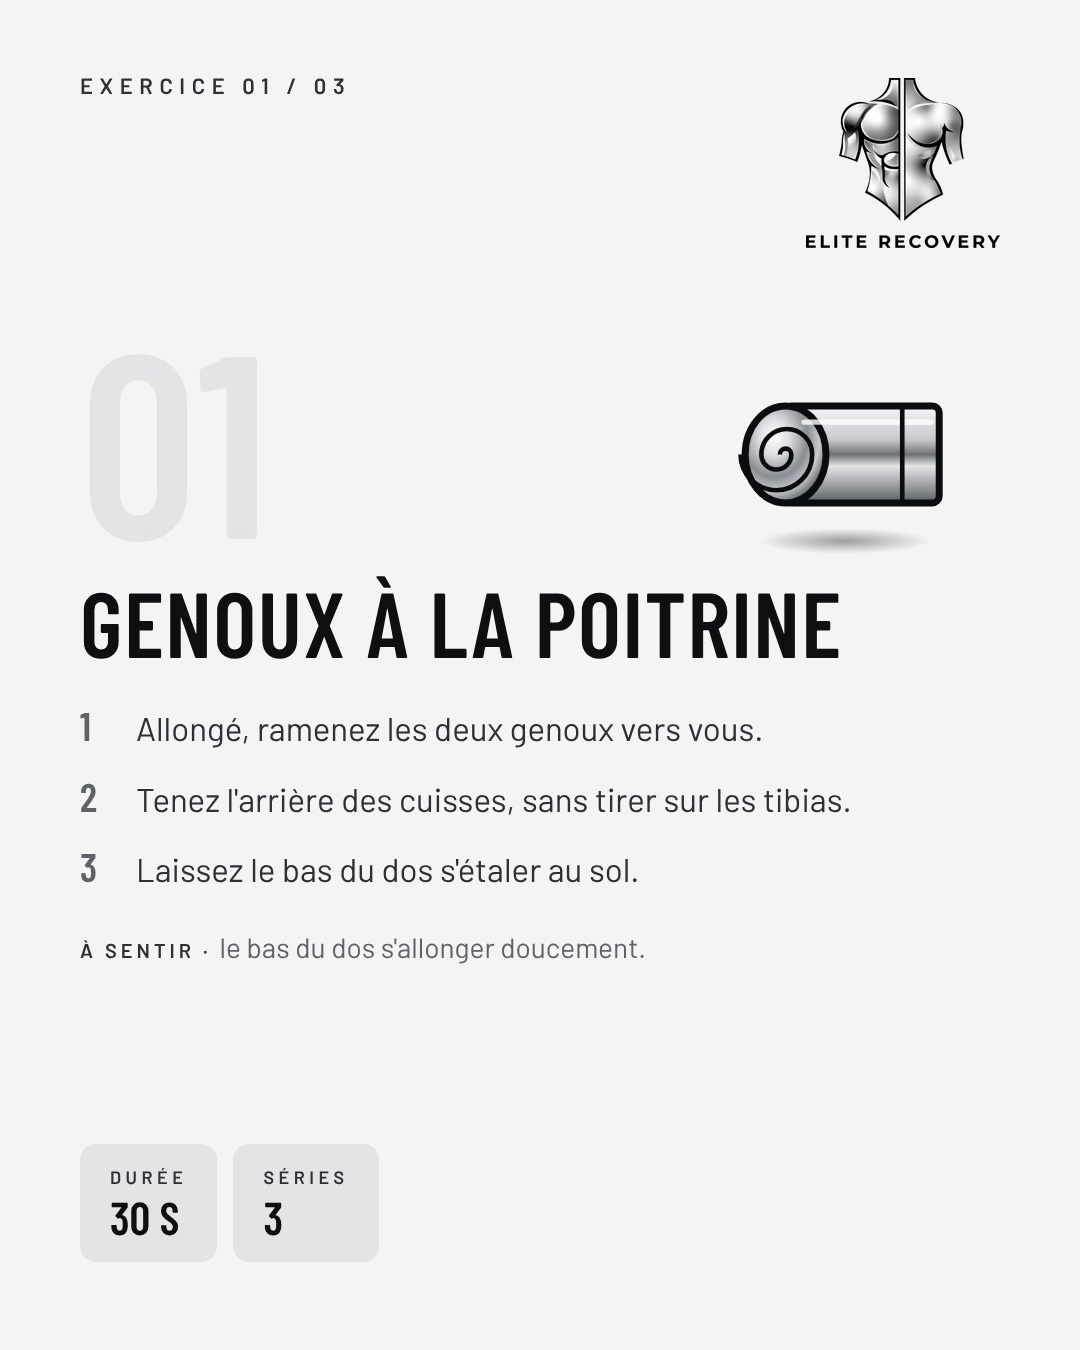 EXERCICE 01 / 03
ELITE RECOVERY
01
GENOUX À LA POITRINE
1 Allongé, ramenez les deux genoux vers vous.
2 Tenez l'arrière des cuisses, sans tirer sur les tibias.
3 Laissez le bas du dos s'étaler au sol.
À SENTIR · le bas du dos s'allonger doucement.
DURÉE
30 S
SÉRIES
3